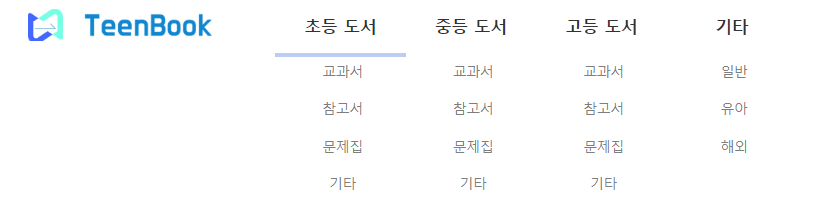 TeenBook
초등 도서 중등 도서 고등 도서 기타
교과서 교과서 교과서 일반
참고서 참고서 참고서 유아
문제집 문제집 문제집 해외
기타 기타 기타